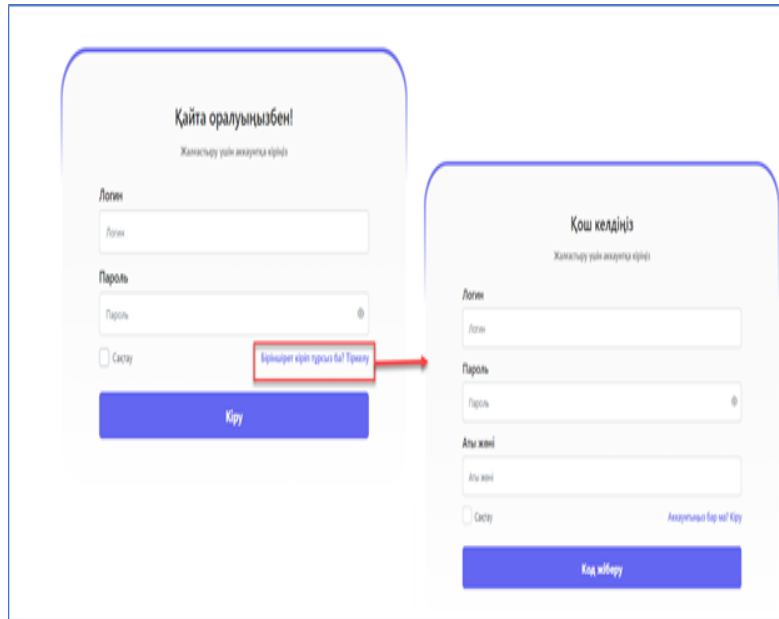 Қайта оралуыңызбен!
Жалғастыру үшін аккаунтқа кіріңіз
Логин
Логин
Пароль
Пароль
Сақтау
Біріншірет кіріп тұрсыз ба? Тіркелу
Кіру
Қош келдіңіз
Жалғастыру үшін аккаунтқа кіріңіз
Логин
Логин
Пароль
Пароль
Аты жөні
Аты жөні
Сақтау
Аккаунтыңыз бар ма? Кіру
Код жіберу